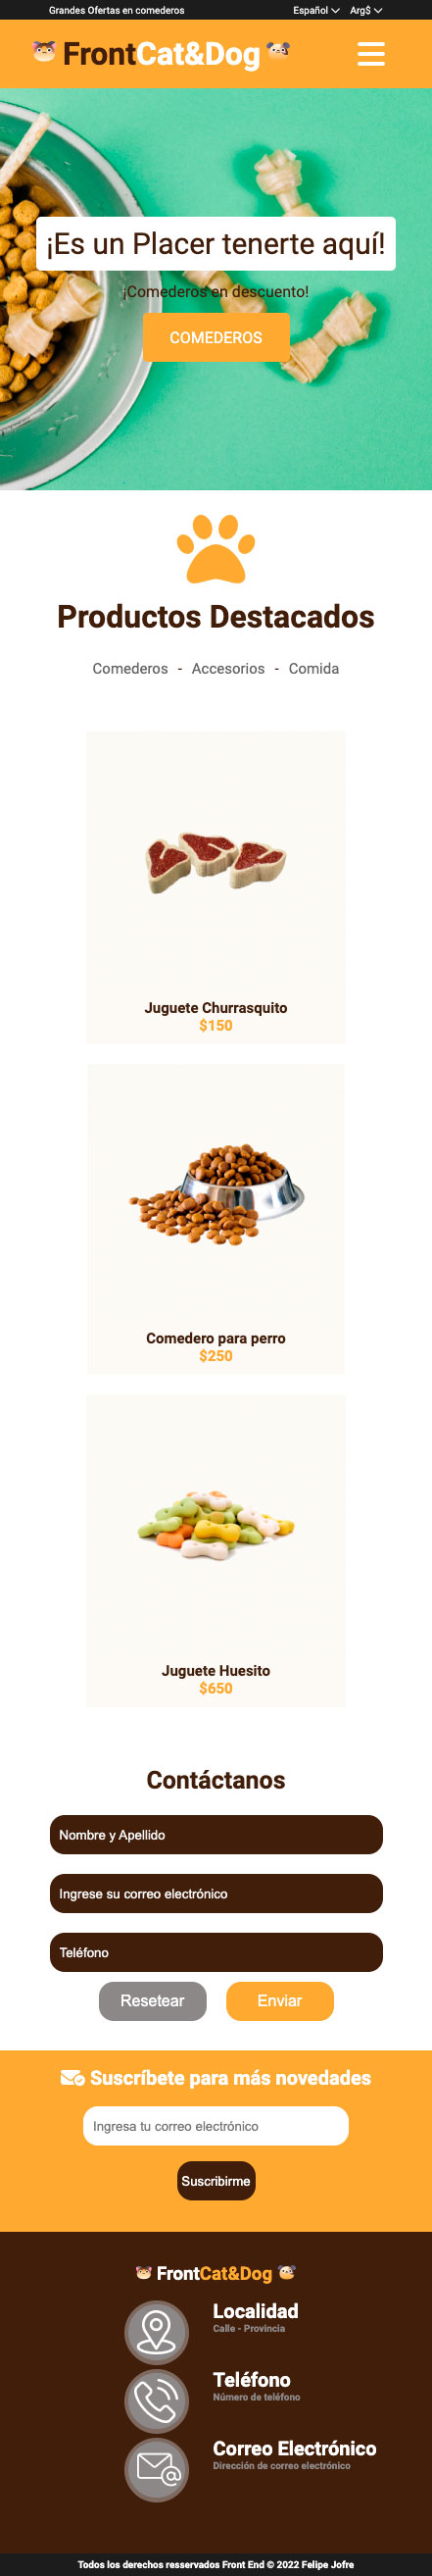 Grandes Ofertas en comederos Español Arg$
FrontCat&Dog
¡Es un Placer tenerte aquí!
¡Comederos en descuento!
COMEDEROS
Productos Destacados
Comederos - Accesorios - Comida
Juguete Churrasquito
$150
Comedero para perro
$250
Juguete Huesito
$650
Contáctanos
Nombre y Apellido
Ingrese su correo electrónico
Teléfono
Resetear Enviar
Suscríbete para más novedades
Ingresa tu correo electrónico
Suscribirme
FrontCat&Dog
Localidad
Calle - Provincia
Teléfono
Número de teléfono
Correo Electrónico
Dirección de correo electrónico
Todos los derechos resservados Front End © 2022 Felipe Jofre